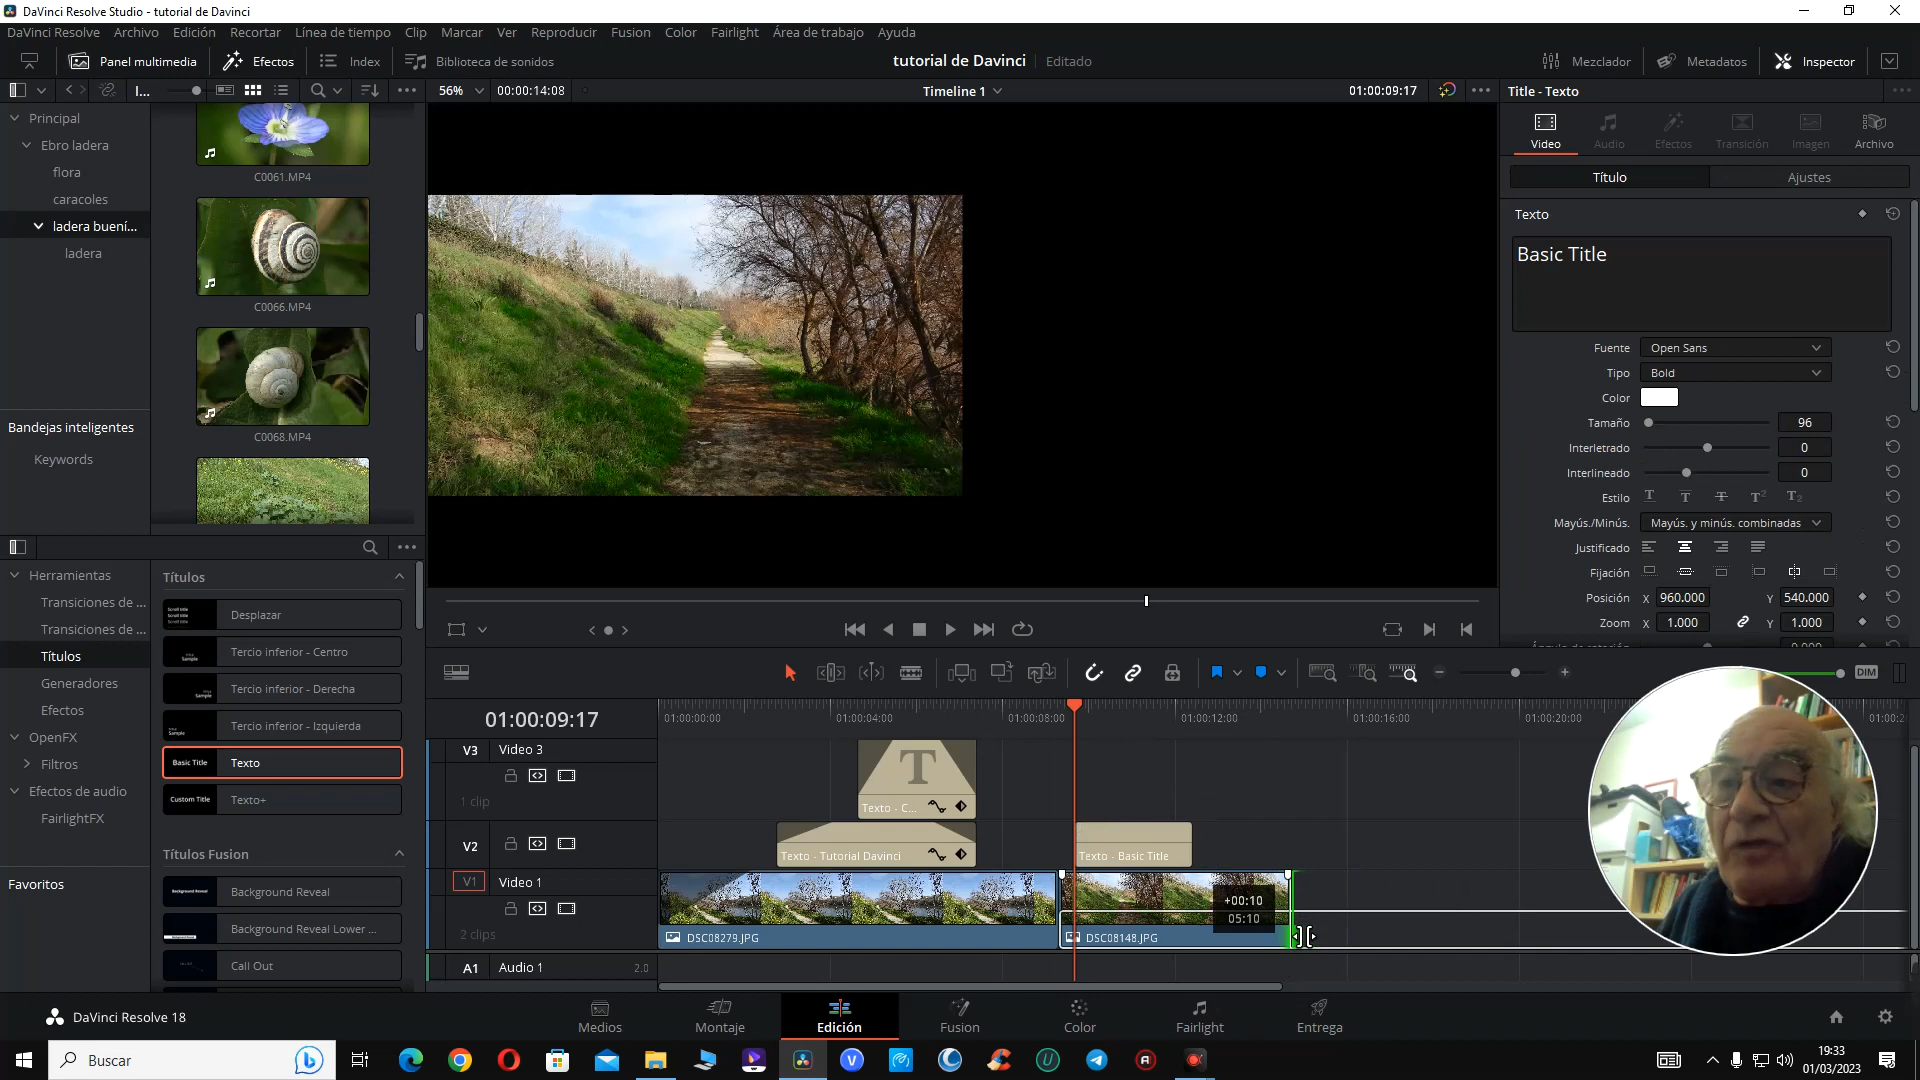 DaVinci Resolve Studio - tutorial de Davinci
DaVinci Resolve Archivo Edición Recortar Línea de tiempo Clip Marcar Ver Reproducir Fusion Color Fairlight Área de trabajo Ayuda
Panel multimedia Efectos Index Biblioteca de sonidos tutorial de Davinci Editado Mezclador Metadatos Inspector
I... 56% 00:00:14:08 Timeline 1 01:00:09:17 Title - Texto
Principal
Ebro ladera
flora
caracoles
ladera buení...
ladera
C0061.MP4
C0066.MP4
C0068.MP4
Bandejas inteligentes
Keywords
Video Audio Efectos Transición Imagen Archivo
Título Ajustes
Texto
Basic Title
Fuente Open Sans
Tipo Bold
Color
Tamaño 96
Interletrado 0
Interlineado 0
Estilo T T T T² T₂
Mayús./Minús. Mayús. y minús. combinadas
Justificado
Fijación
Posición X 960.000 Y 540.000
Zoom X 1.000 Y 1.000
Herramientas
Transiciones de ...
Transiciones de ...
Títulos
Generadores
Efectos
OpenFX
Filtros
Efectos de audio
FairlightFX
Favoritos
Títulos
Desplazar
Tercio inferior - Centro
Tercio inferior - Derecha
Tercio inferior - Izquierda
Basic Title Texto
Custom Title Texto+
Títulos Fusion
Background Reveal Background Reveal
Background Reveal Lower ...
Call Out
DIM
01:00:09:17 01:00:00:00 01:00:04:00 01:00:08:00 01:00:12:00 01:00:16:00 01:00:20:00
V3 Video 3
1 clip
T
Texto - C...
V2
Texto - Tutorial Davinci
Texto - Basic Title
V1 Video 1
2 clips
DSC08279.JPG
DSC08148.JPG
+00:10
05:10
A1 Audio 1 2.0
DaVinci Resolve 18
Medios Montaje Edición Fusion Color Fairlight Entrega
Buscar
19:33
01/03/2023